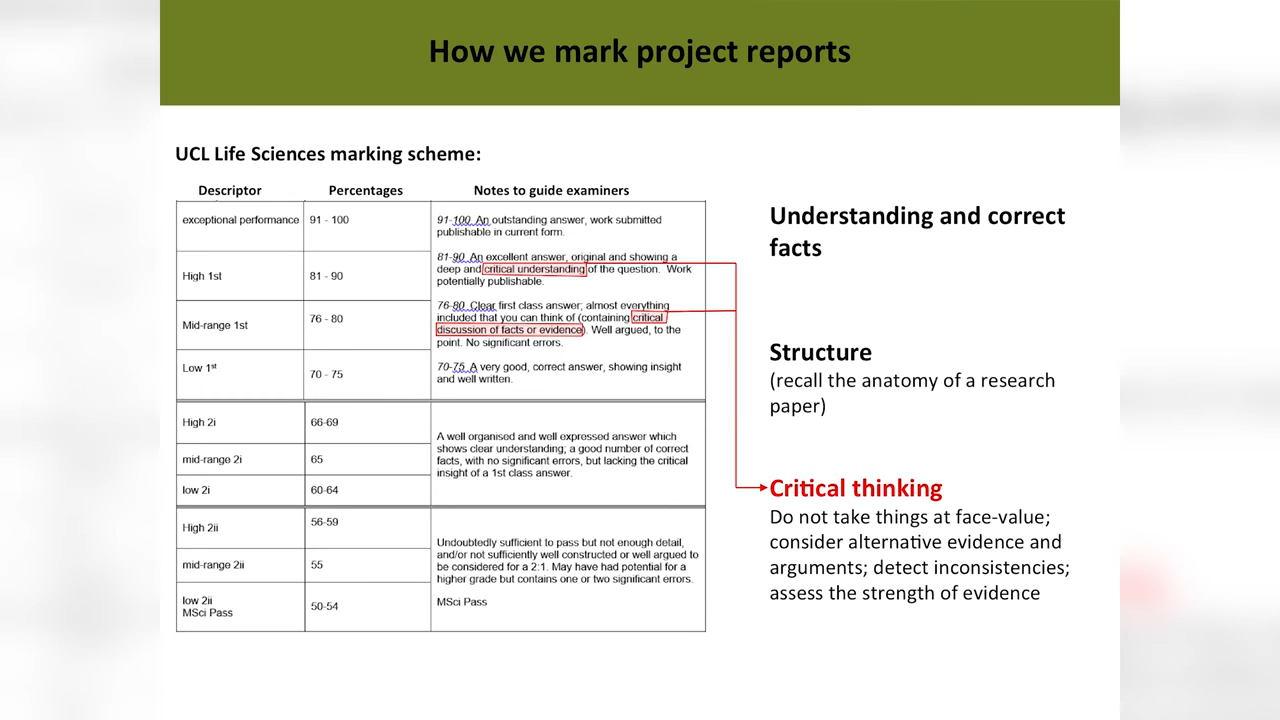 How we mark project reports
UCL Life Sciences marking scheme:
Descriptor Percentages Notes to guide examiners
exceptional performance 91 - 100
91-100 An outstanding answer, work submitted
publishable in current form.
High 1st 81 - 90
81-90 An excellent answer, original and showing a
deep and critical understanding of the question. Work
potentially publishable.
Mid-range 1st 76 - 80
76-80 Clear first class answer; almost everything
included that you can think of (containing critical
discussion of facts or evidence). Well argued, to the
point. No significant errors.
Low 1st 70 - 75
70-75 A very good, correct answer, showing insight
and well written.
High 2i 66-69
mid-range 2i 65
low 2i 60-64
A well organised and well expressed answer which
shows clear understanding; a good number of correct
facts, with no significant errors, but lacking the critical
insight of a 1st class answer.
High 2ii 56-59
mid-range 2ii 55
low 2ii
MSci Pass 50-54
Undoubtedly sufficient to pass but not enough detail,
and/or not sufficiently well constructed or well argued to
be considered for a 2:1. May have had potential for a
higher grade but contains one or two significant errors.
MSci Pass
Understanding and correct
facts
Structure
(recall the anatomy of a research
paper)
Critical thinking
Do not take things at face-value;
consider alternative evidence and
arguments; detect inconsistencies;
assess the strength of evidence